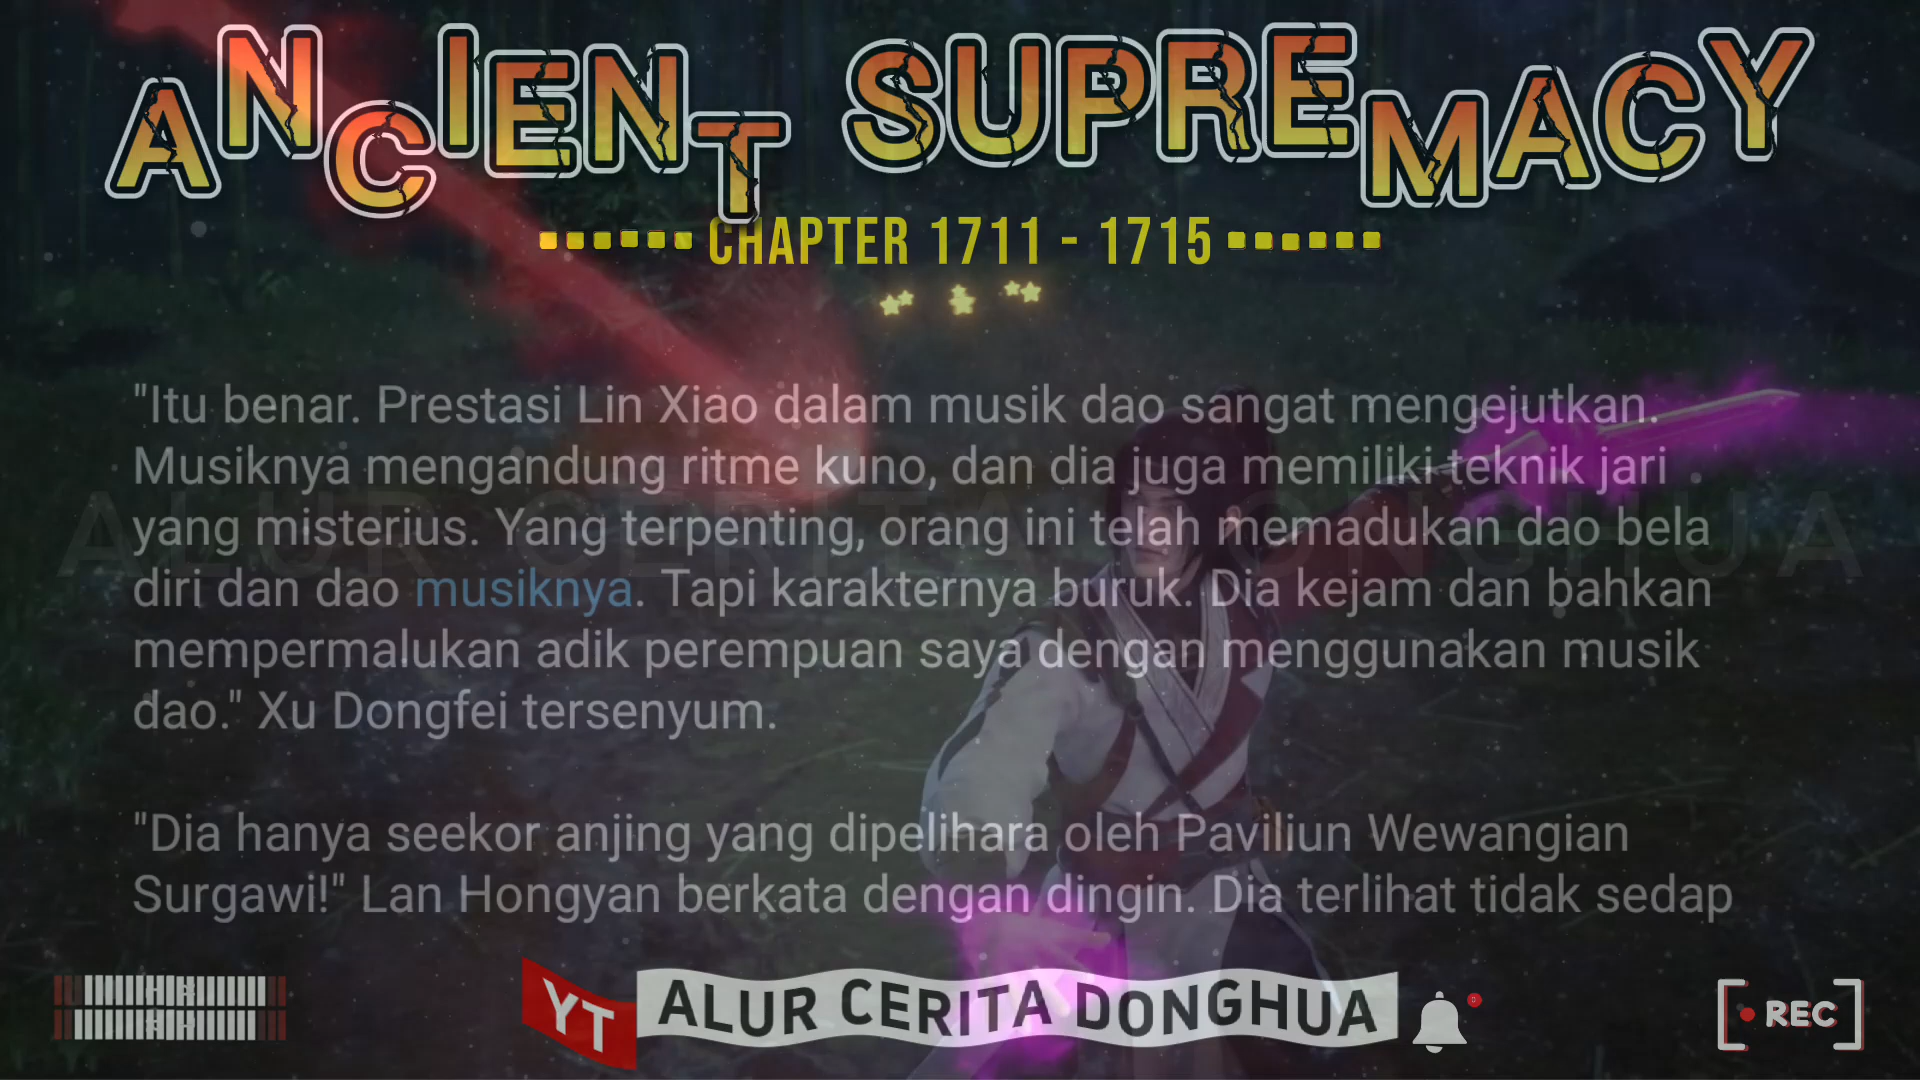 ANCIENT SUPREMACY
CHAPTER 1711 - 1715
"Itu benar. Prestasi Lin Xiao dalam musik dao sangat mengejutkan.
Musiknya mengandung ritme kuno, dan dia juga memiliki teknik jari
yang misterius. Yang terpenting, orang ini telah memadukan dao bela
diri dan dao musiknya. Tapi karakternya buruk. Dia kejam dan bahkan
mempermalukan adik perempuan saya dengan menggunakan musik
dao." Xu Dongfei tersenyum.
"Dia hanya seekor anjing yang dipelihara oleh Paviliun Wewangian
Surgawi!" Lan Hongyan berkata dengan dingin. Dia terlihat tidak sedap
ALUR CERITA DONGHUA
YT ALUR CERITA DONGHUA
REC